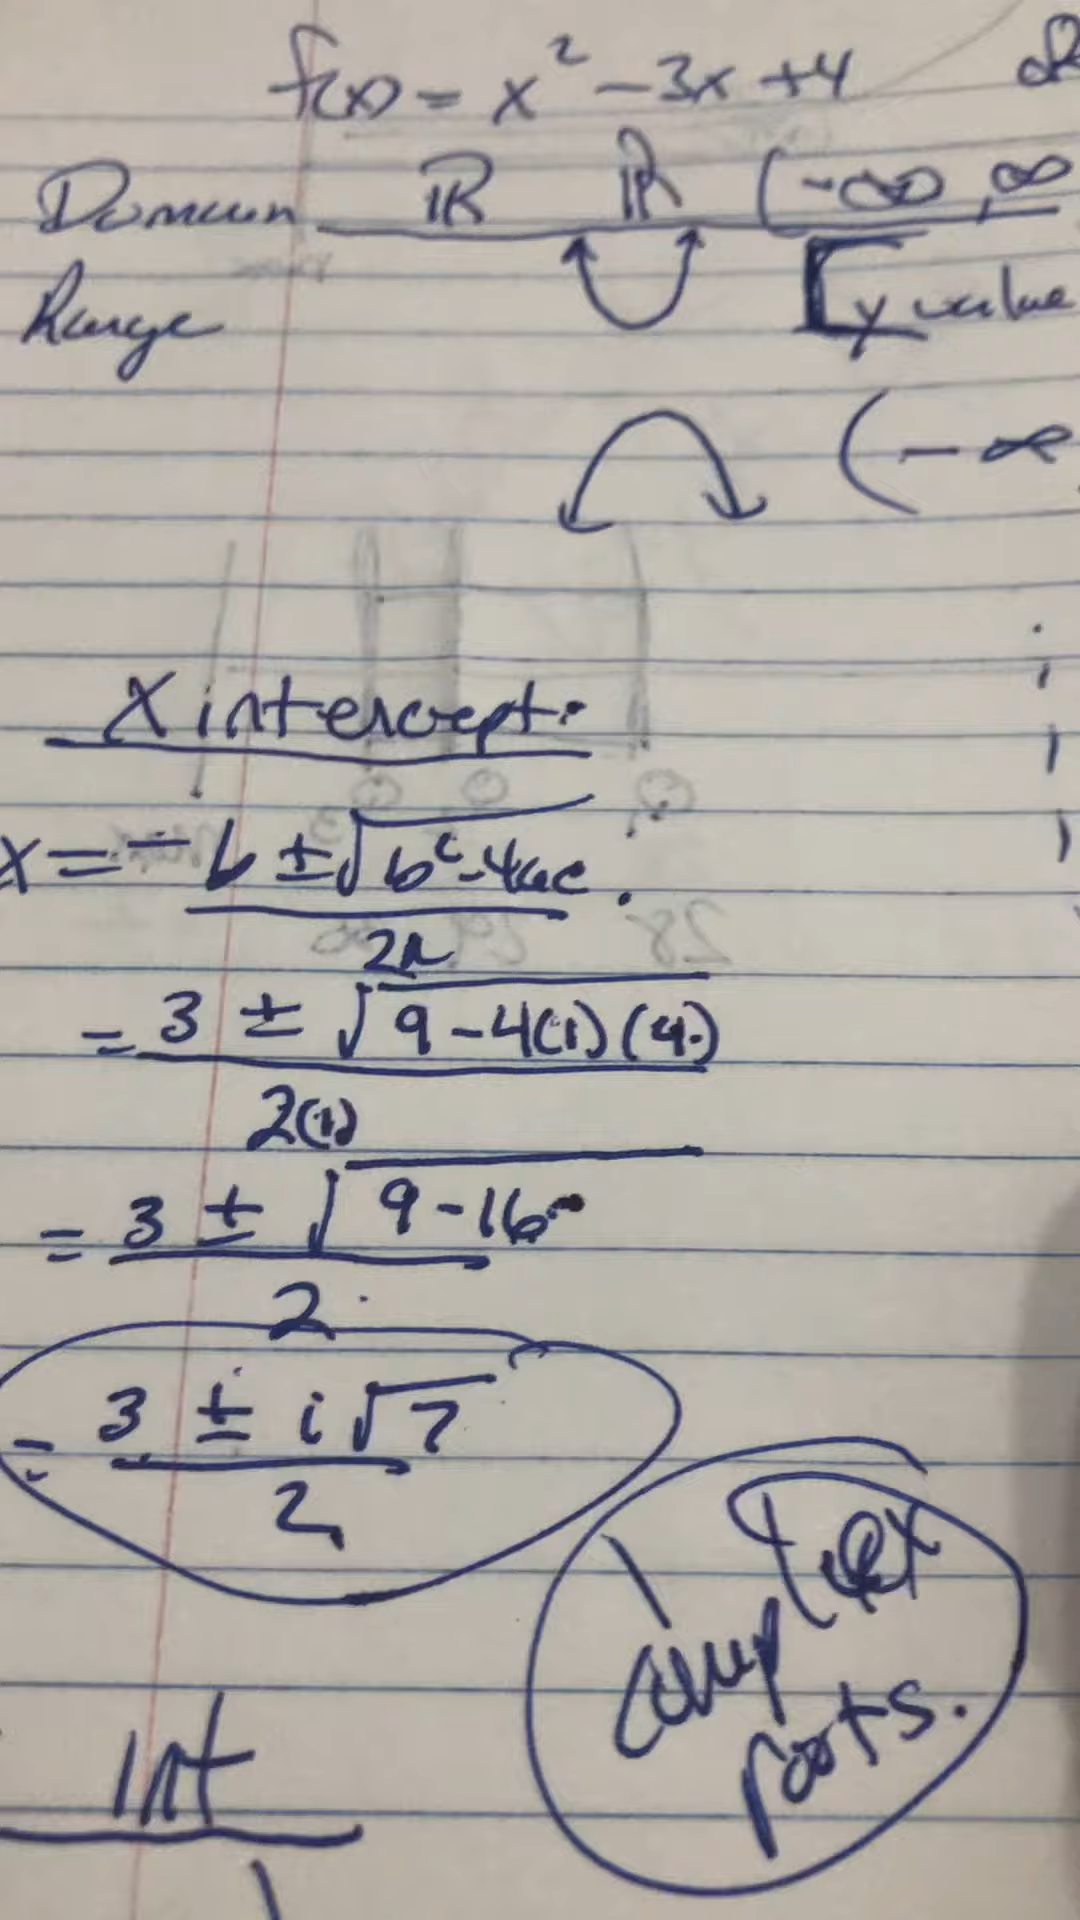 f(x) = x² - 3x + 4
Domain ℝ ℝ (-∞, ∞
Range [y value
(-∞
X intercept:
x = -b ± √b² - 4ac
2a
= 3 ± √9 - 4(1)(4)
2(1)
= 3 ± √9 - 16
2
= 3 ± i√7
2
complex
roots.
int